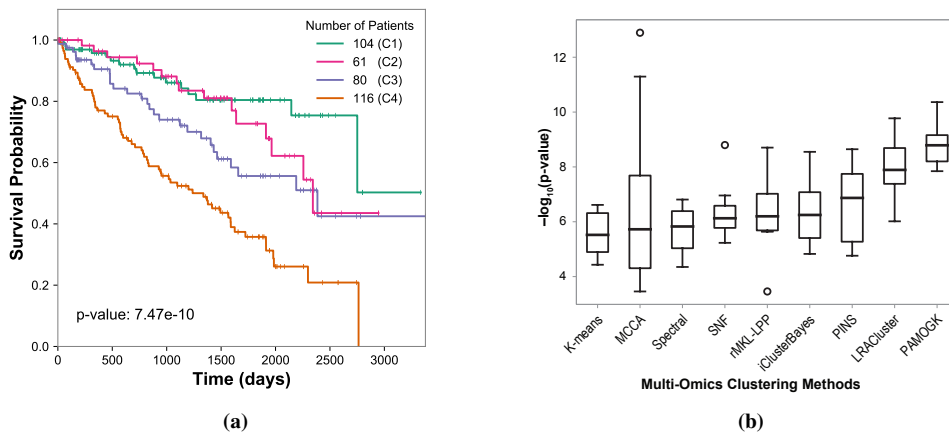 Number of Patients
104 (C1)
61 (C2)
80 (C3)
116 (C4)
1.0
0.8
0.6
0.4
0.2
0.0
Survival Probability
p-value: 7.47e-10
0
500
1000
1500
2000
2500
3000
Time (days)
(a)
12
10
8
6
4
−log10(p-value)
K-means
MCCA
Spectral
SNF
rMKL-LPP
iClusterBayes
PINS
LRACluster
PAMOGK
Multi-Omics Clustering Methods
(b)